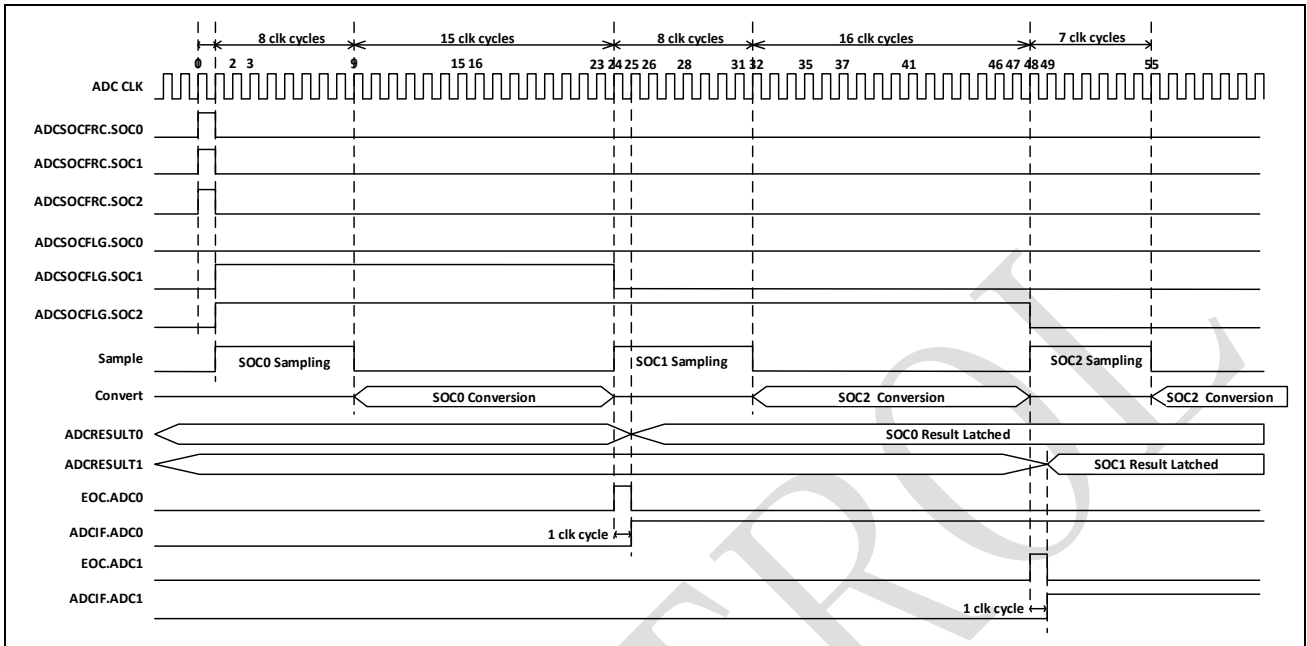 8 clk cycles 15 clk cycles 8 clk cycles 16 clk cycles 7 clk cycles
0 2 3 9 15 16 23 24 25 26 28 31 32 35 37 41 46 47 48 49 55
ADC CLK
ADCSOCFRC.SOC0
ADCSOCFRC.SOC1
ADCSOCFRC.SOC2
ADCSOCFLG.SOC0
ADCSOCFLG.SOC1
ADCSOCFLG.SOC2
Sample SOC0 Sampling SOC1 Sampling SOC2 Sampling
Convert SOC0 Conversion SOC2 Conversion SOC2 Conversion
ADCRESULT0 SOC0 Result Latched
ADCRESULT1 SOC1 Result Latched
EOC.ADC0
ADCIF.ADC0 1 clk cycle
EOC.ADC1
ADCIF.ADC1 1 clk cycle
TROL